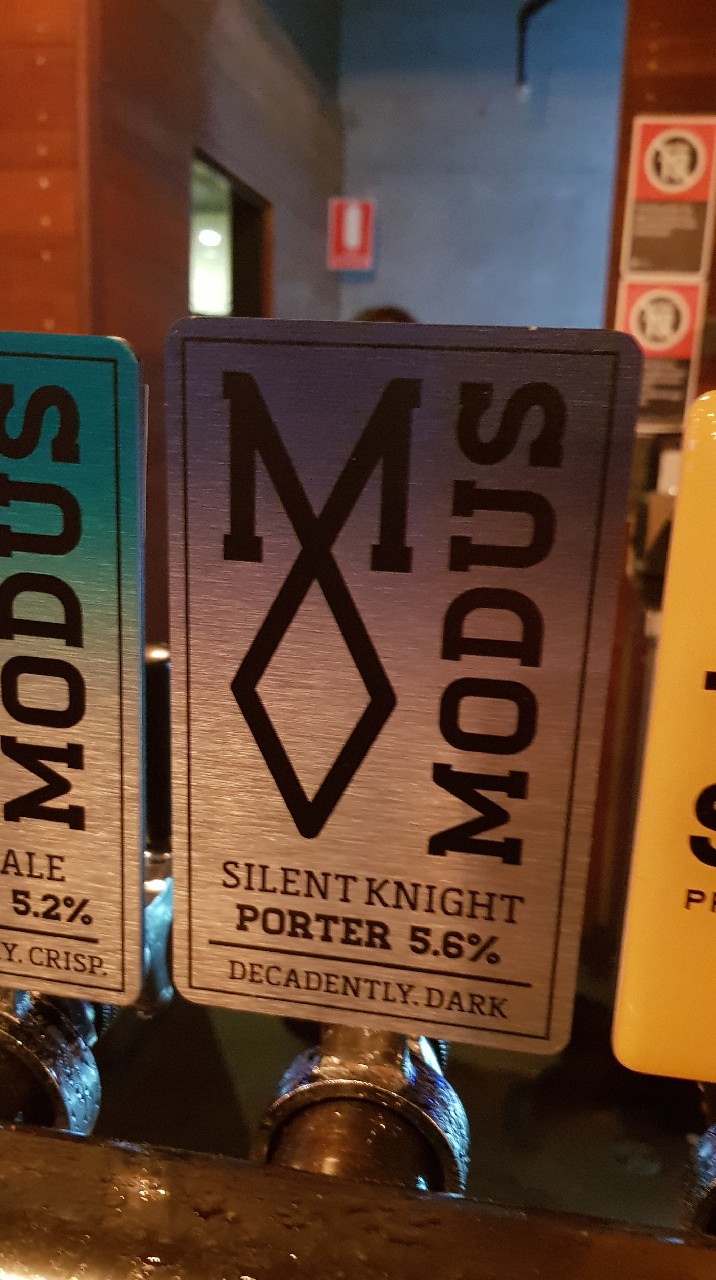 MODUS
ALE
5.2%
Y. CRISP.
M
MODUS
SILENT KNIGHT
PORTER 5.6%
DECADENTLY. DARK
S
P